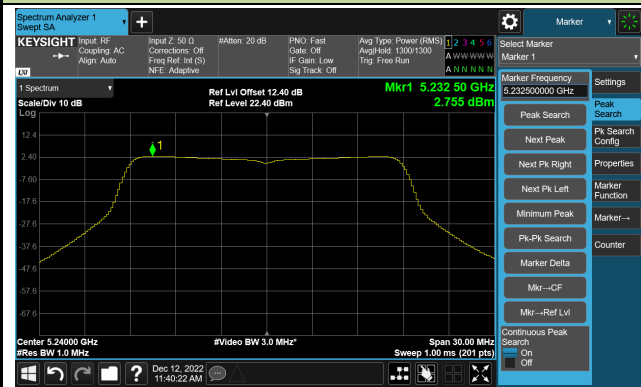 Spectrum Analyzer 1
Swept SA
+
Marker
KEYSIGHT
Input: RF
Coupling: AC
Align: Auto
Input Z: 50 Ω
Corrections: Off
Freq Ref: Int (S)
NFE: Adaptive
#Atten: 20 dB
PNO: Fast
Gate: Off
IF Gain: Low
Sig Track: Off
Avg Type: Power (RMS)
Avg|Hold: 1300/1300
Trig: Free Run
1 2 3 4 5 6
A W W W W W
A N N N N N
LXI
Select Marker
Marker 1
1 Spectrum
Scale/Div 10 dB
Log
Ref Lvl Offset 12.40 dB
Ref Level 22.40 dBm
Mkr1 5.232 50 GHz
2.755 dBm
12.4
2.40
-7.60
-17.6
-27.6
-37.6
-47.6
-57.6
-67.6
1
Center 5.24000 GHz
#Res BW 1.0 MHz
#Video BW 3.0 MHz*
Span 30.00 MHz
Sweep 1.00 ms (201 pts)
Marker Frequency
5.232500000 GHz
Peak Search
Next Peak
Next Pk Right
Next Pk Left
Minimum Peak
Pk-Pk Search
Marker Delta
Mkr→CF
Mkr→Ref Lvl
Continuous Peak
Search
On
Off
Settings
Peak
Search
Pk Search
Config
Properties
Marker
Function
Marker→
Counter
?
Dec 12, 2022
11:40:22 AM